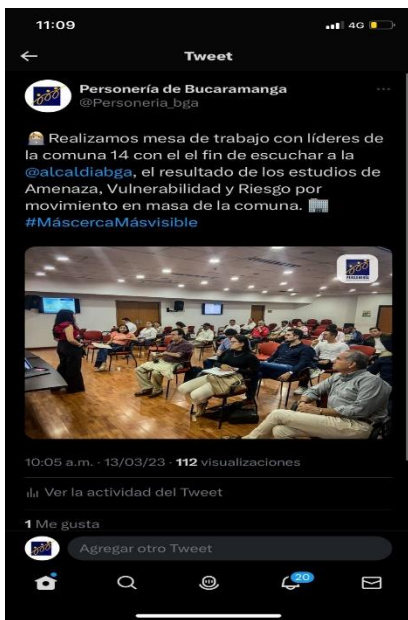 11:09
4G
Tweet
Personería de Bucaramanga
@Personeria_bga
Realizamos mesa de trabajo con líderes de
la comuna 14 con el el fin de escuchar a la
@alcaldiabga, el resultado de los estudios de
Amenaza, Vulnerabilidad y Riesgo por
movimiento en masa de la comuna.
#MáscercaMásvisible
PERSONERÍA
10:05 a.m. · 13/03/23 · 112 visualizaciones
Ver la actividad del Tweet
1 Me gusta
Agregar otro Tweet
20